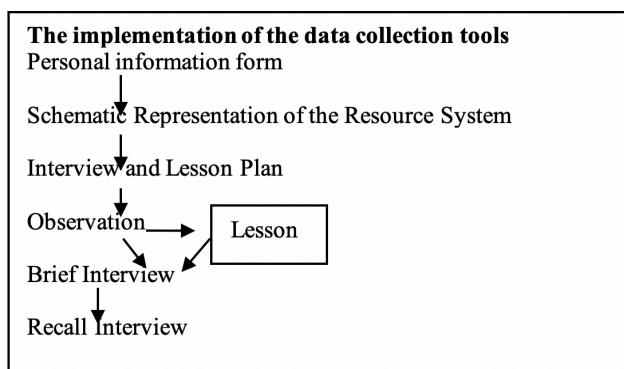 The implementation of the data collection tools
Personal information form
Schematic Representation of the Resource System
Interview and Lesson Plan
Observation
Lesson
Brief Interview
Recall Interview